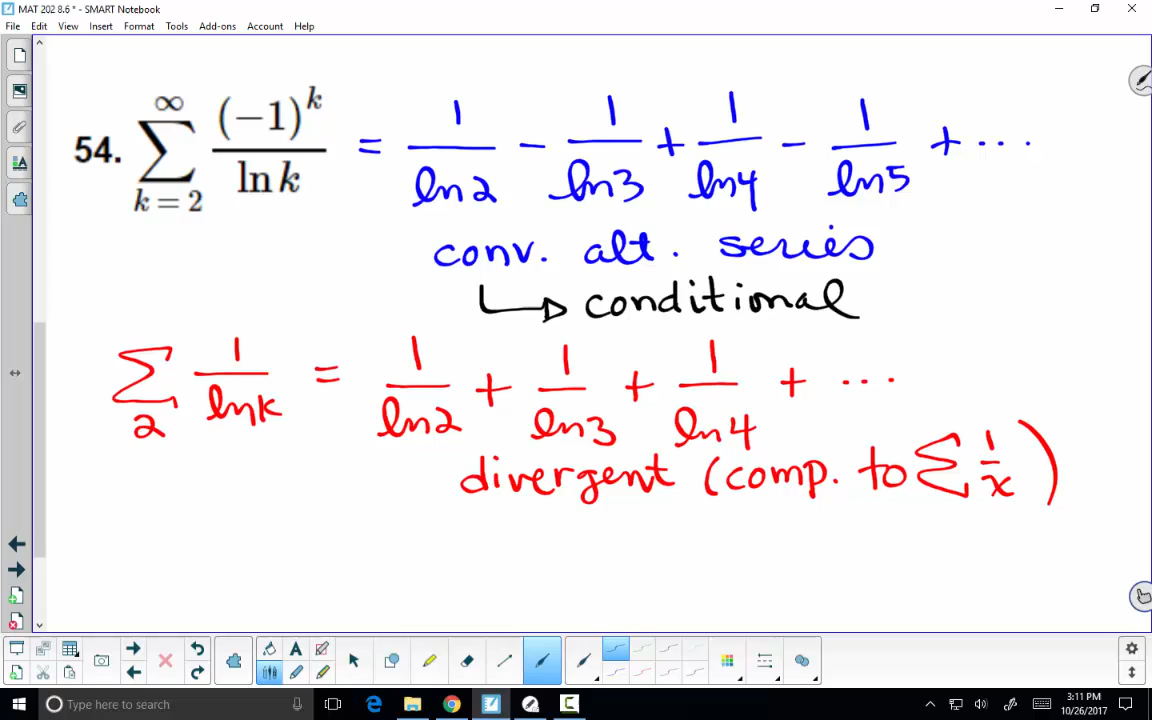 MAT 202 8.6 * - SMART Notebook
File Edit View Insert Format Tools Add-ons Account Help
54. ∞ ∑ k = 2 (−1)^k / ln k = 1/ln2 − 1/ln3 + 1/ln4 − 1/ln5 + ...
conv. alt. series
↳ conditional
∑ 2 1/lnk = 1/ln2 + 1/ln3 + 1/ln4 + ...
divergent (comp. to ∑ 1/x)
Type here to search
3:11 PM
10/26/2017